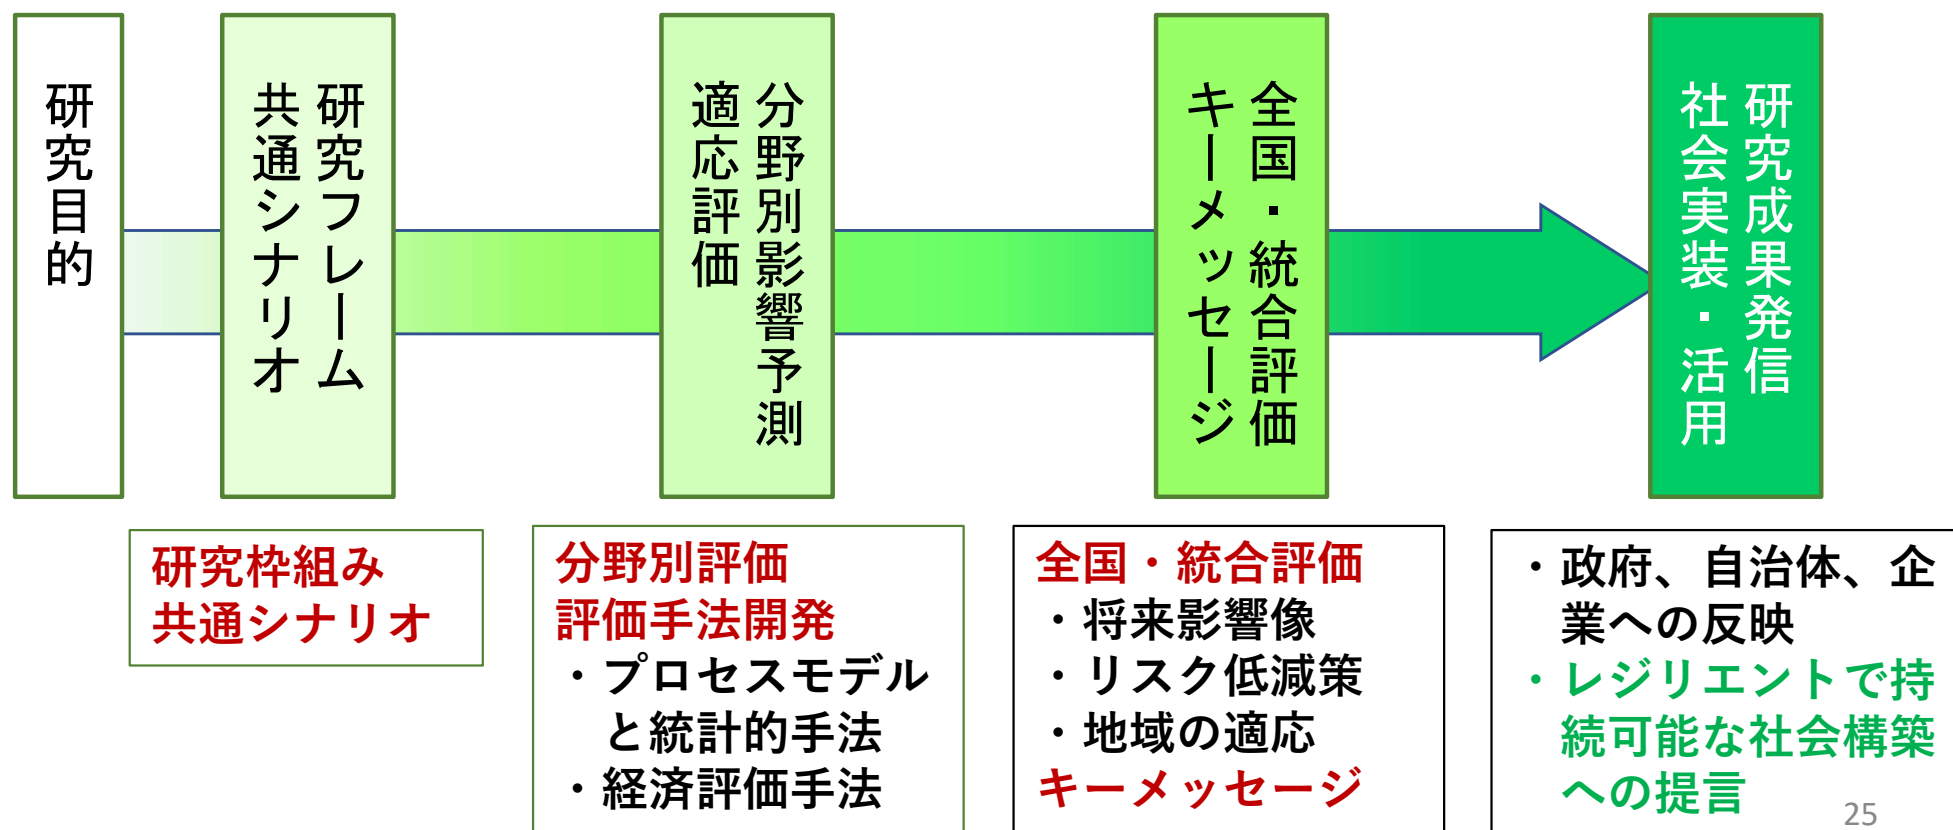 研究目的
研究フレーム
共通シナリオ
分野別影響予測
適応評価
全国・統合評価
キーメッセージ
研究成果発信
社会実装・活用
研究枠組み
共通シナリオ
分野別評価
評価手法開発
・プロセスモデル
と統計的手法
・経済評価手法
全国・統合評価
・将来影響像
・リスク低減策
・地域の適応
キーメッセージ
・政府、自治体、企
業への反映
・レジリエントで持
続可能な社会構築
への提言
25